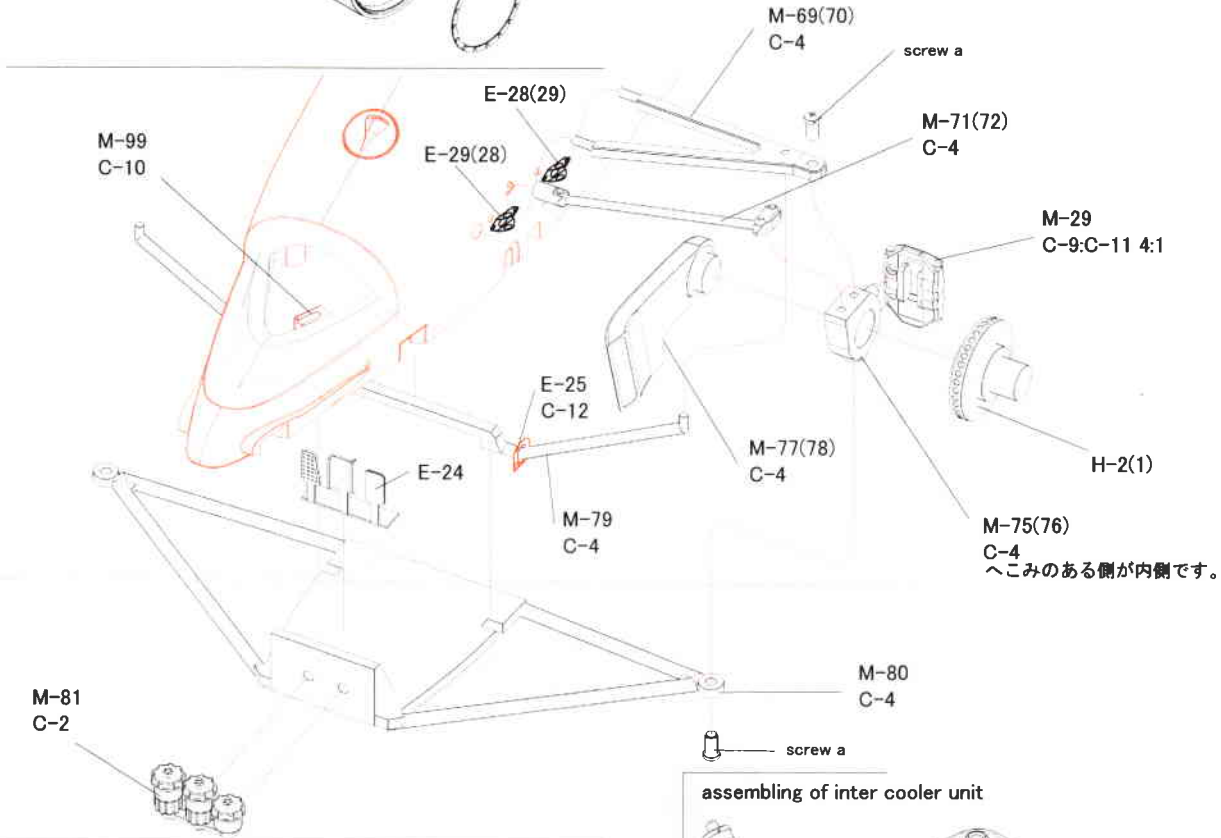 M-69(70)
C-4
screw a
E-28(29)
M-71(72)
C-4
M-99
C-10
E-29(28)
M-29
C-9:C-11 4:1
E-25
C-12
M-77(78)
C-4
H-2(1)
E-24
M-79
C-4
M-75(76)
C-4
へこみのある側が内側です。
M-80
C-4
M-81
C-2
screw a
assembling of inter cooler unit